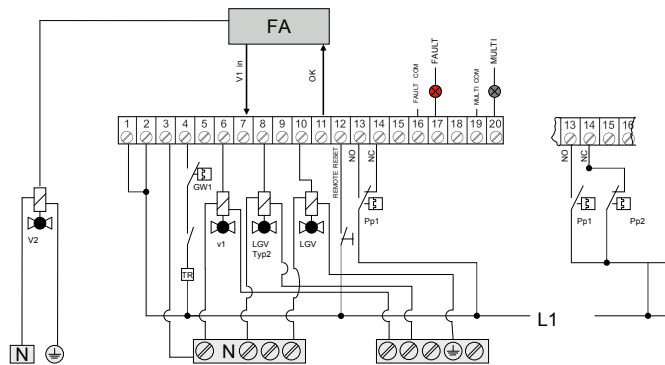 FA
V1 in
OK
FAULT COM
FAULT
MULTI COM
MULTI
1 2 3 4 5 6 7 8 9 10 11 12 13 14 15 16 17 18 19 20
13 14 15 16
REMOTE RESET
NO
NC
NO
NC
GW1
V2
v1
LGV
Typ2
LGV
Pp1
Pp1
Pp2
TR
L1
N
N